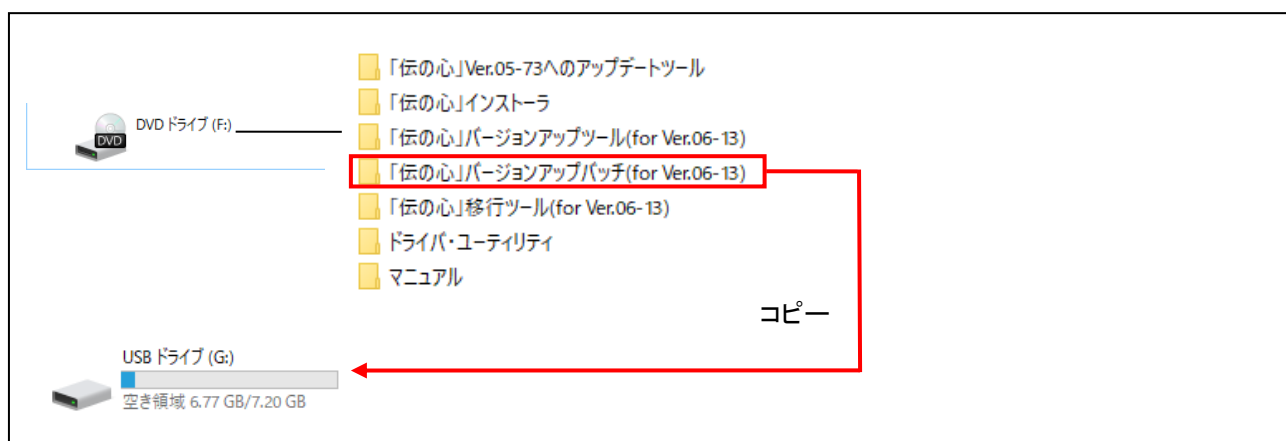 「伝の心」Ver.05-73へのアップデートツール
「伝の心」インストーラ
DVD ドライブ (F:)
DVD
「伝の心」バージョンアップツール(for Ver.06-13)
「伝の心」バージョンアップパッチ(for Ver.06-13)
「伝の心」移行ツール(for Ver.06-13)
ドライバ・ユーティリティ
マニュアル
コピー
USB ドライブ (G:)
空き領域 6.77 GB/7.20 GB